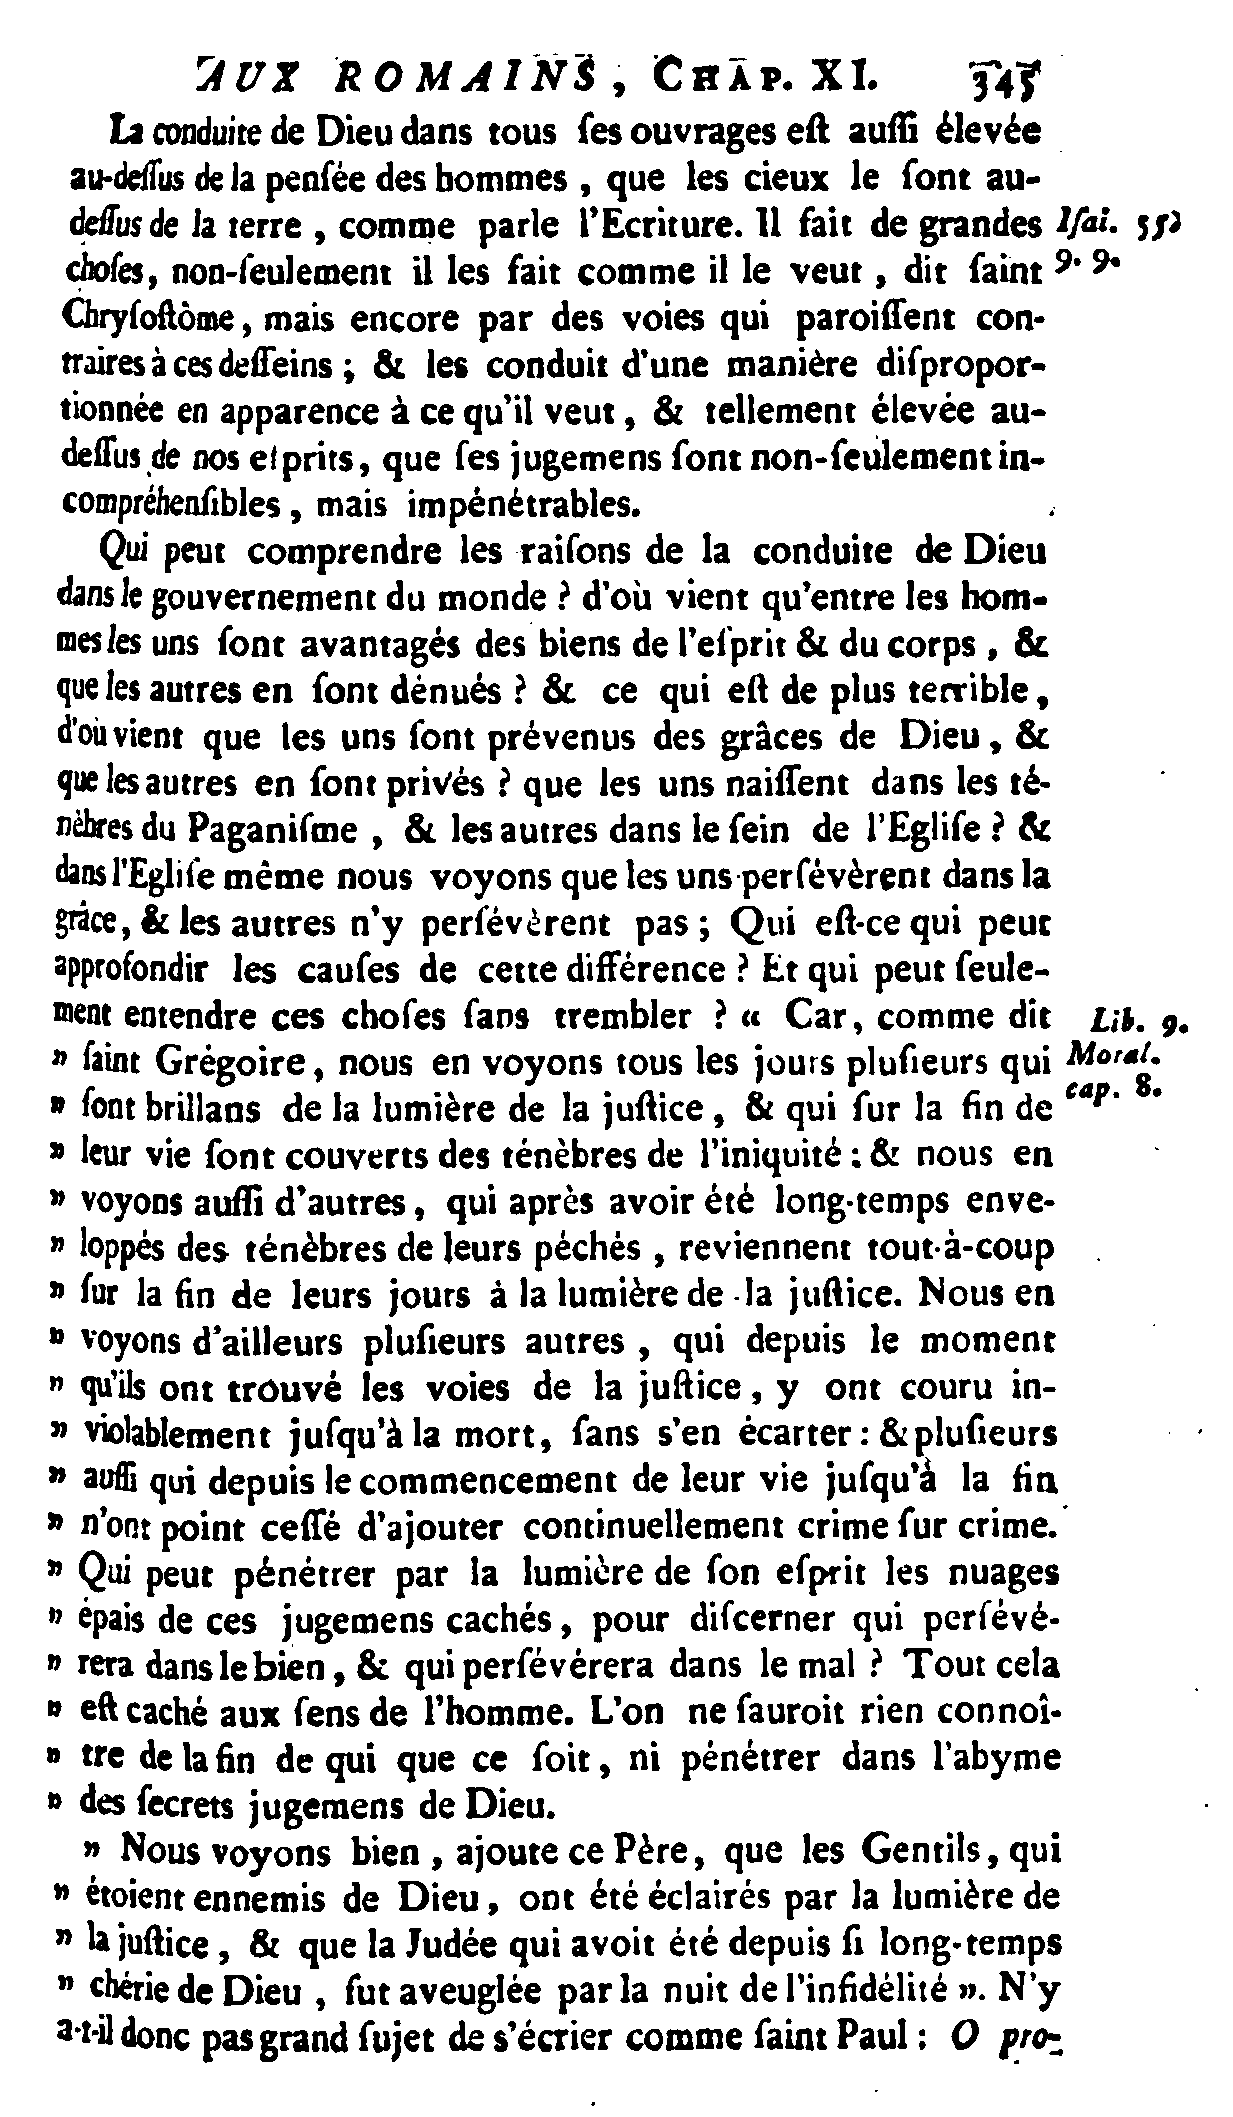 AUX ROMAINS, CHAP. XI. 345
La conduite de Dieu dans tous ſes ouvrages eſt auſſi élevée
au-deſſus de la penſée des hommes, que les cieux le ſont au-
deſſus de la terre, comme parle l'Ecriture. Il fait de grandes
Iſai. 55,
choſes, non-ſeulement il les fait comme il le veut, dit ſaint
9. 9.
Chryſoſtôme, mais encore par des voies qui paroiſſent con-
traires à ces deſſeins; & les conduit d'une manière diſpropor-
tionnée en apparence à ce qu'il veut, & tellement élevée au-
deſſus de nos eſprits, que ſes jugemens ſont non-ſeulement in-
compréhenſibles, mais impénétrables.
Qui peut comprendre les raiſons de la conduite de Dieu
dans le gouvernement du monde? d'où vient qu'entre les hom-
mes les uns ſont avantagés des biens de l'eſprit & du corps, &
que les autres en ſont dénués? & ce qui eſt de plus terrible,
d'où vient que les uns ſont prévenus des grâces de Dieu, &
que les autres en ſont privés? que les uns naiſſent dans les té-
nèbres du Paganiſme, & les autres dans le ſein de l'Egliſe? &
dans l'Egliſe même nous voyons que les uns perſévèrent dans la
grâce, & les autres n'y perſévèrent pas; Qui eſt-ce qui peut
approfondir les cauſes de cette différence? Et qui peut ſeule-
ment entendre ces choſes ſans trembler? « Car, comme dit
Lib. 9.
» ſaint Grégoire, nous en voyons tous les jours pluſieurs qui
Moral.
» ſont brillans de la lumière de la juſtice, & qui ſur la fin de
cap. 8.
» leur vie ſont couverts des ténèbres de l'iniquité: & nous en
» voyons auſſi d'autres, qui après avoir été long-temps enve-
» loppés des ténèbres de leurs péchés, reviennent tout-à-coup
» ſur la fin de leurs jours à la lumière de la juſtice. Nous en
» voyons d'ailleurs pluſieurs autres, qui depuis le moment
» qu'ils ont trouvé les voies de la juſtice, y ont couru in-
» violablement juſqu'à la mort, ſans s'en écarter: & pluſieurs
» auſſi qui depuis le commencement de leur vie juſqu'à la fin
» n'ont point ceſſé d'ajouter continuellement crime ſur crime.
» Qui peut pénétrer par la lumière de ſon eſprit les nuages
» épais de ces jugemens cachés, pour diſcerner qui perſévé-
» rera dans le bien, & qui perſévérera dans le mal? Tout cela
» eſt caché aux ſens de l'homme. L'on ne ſauroit rien connoî-
» tre de la fin de qui que ce ſoit, ni pénétrer dans l'abyme
» des ſecrets jugemens de Dieu.
» Nous voyons bien, ajoute ce Père, que les Gentils, qui
» étoient ennemis de Dieu, ont été éclairés par la lumière de
» la juſtice, & que la Judée qui avoit été depuis ſi long-temps
» chérie de Dieu, fut aveuglée par la nuit de l'infidélité ». N'y
a-t-il donc pas grand ſujet de s'écrier comme ſaint Paul: O pro-